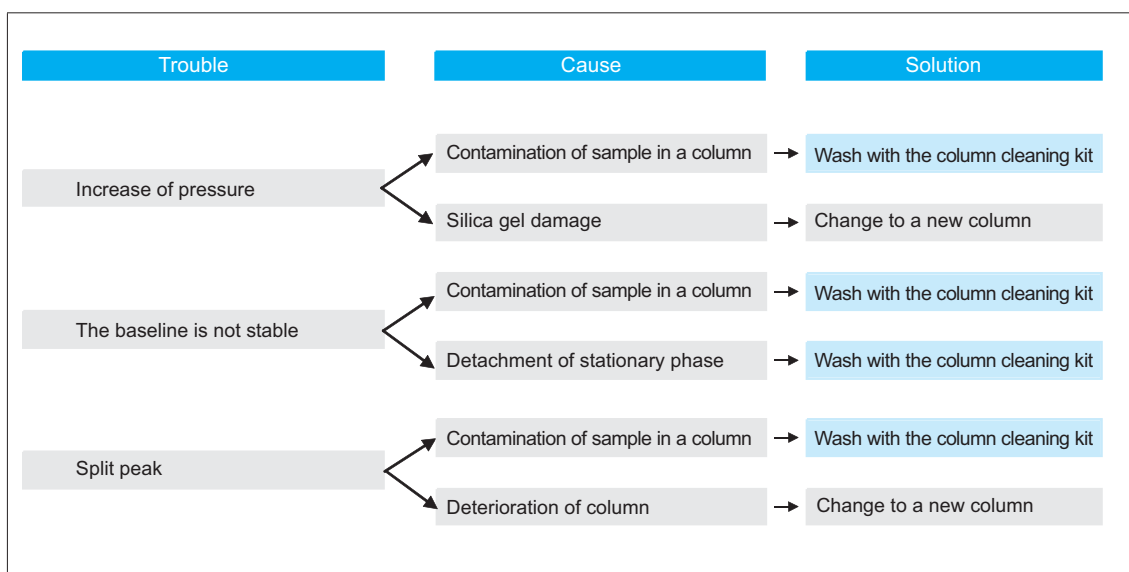 Trouble
Cause
Solution
Increase of pressure
Contamination of sample in a column
Wash with the column cleaning kit
Silica gel damage
Change to a new column
The baseline is not stable
Contamination of sample in a column
Wash with the column cleaning kit
Detachment of stationary phase
Wash with the column cleaning kit
Split peak
Contamination of sample in a column
Wash with the column cleaning kit
Deterioration of column
Change to a new column